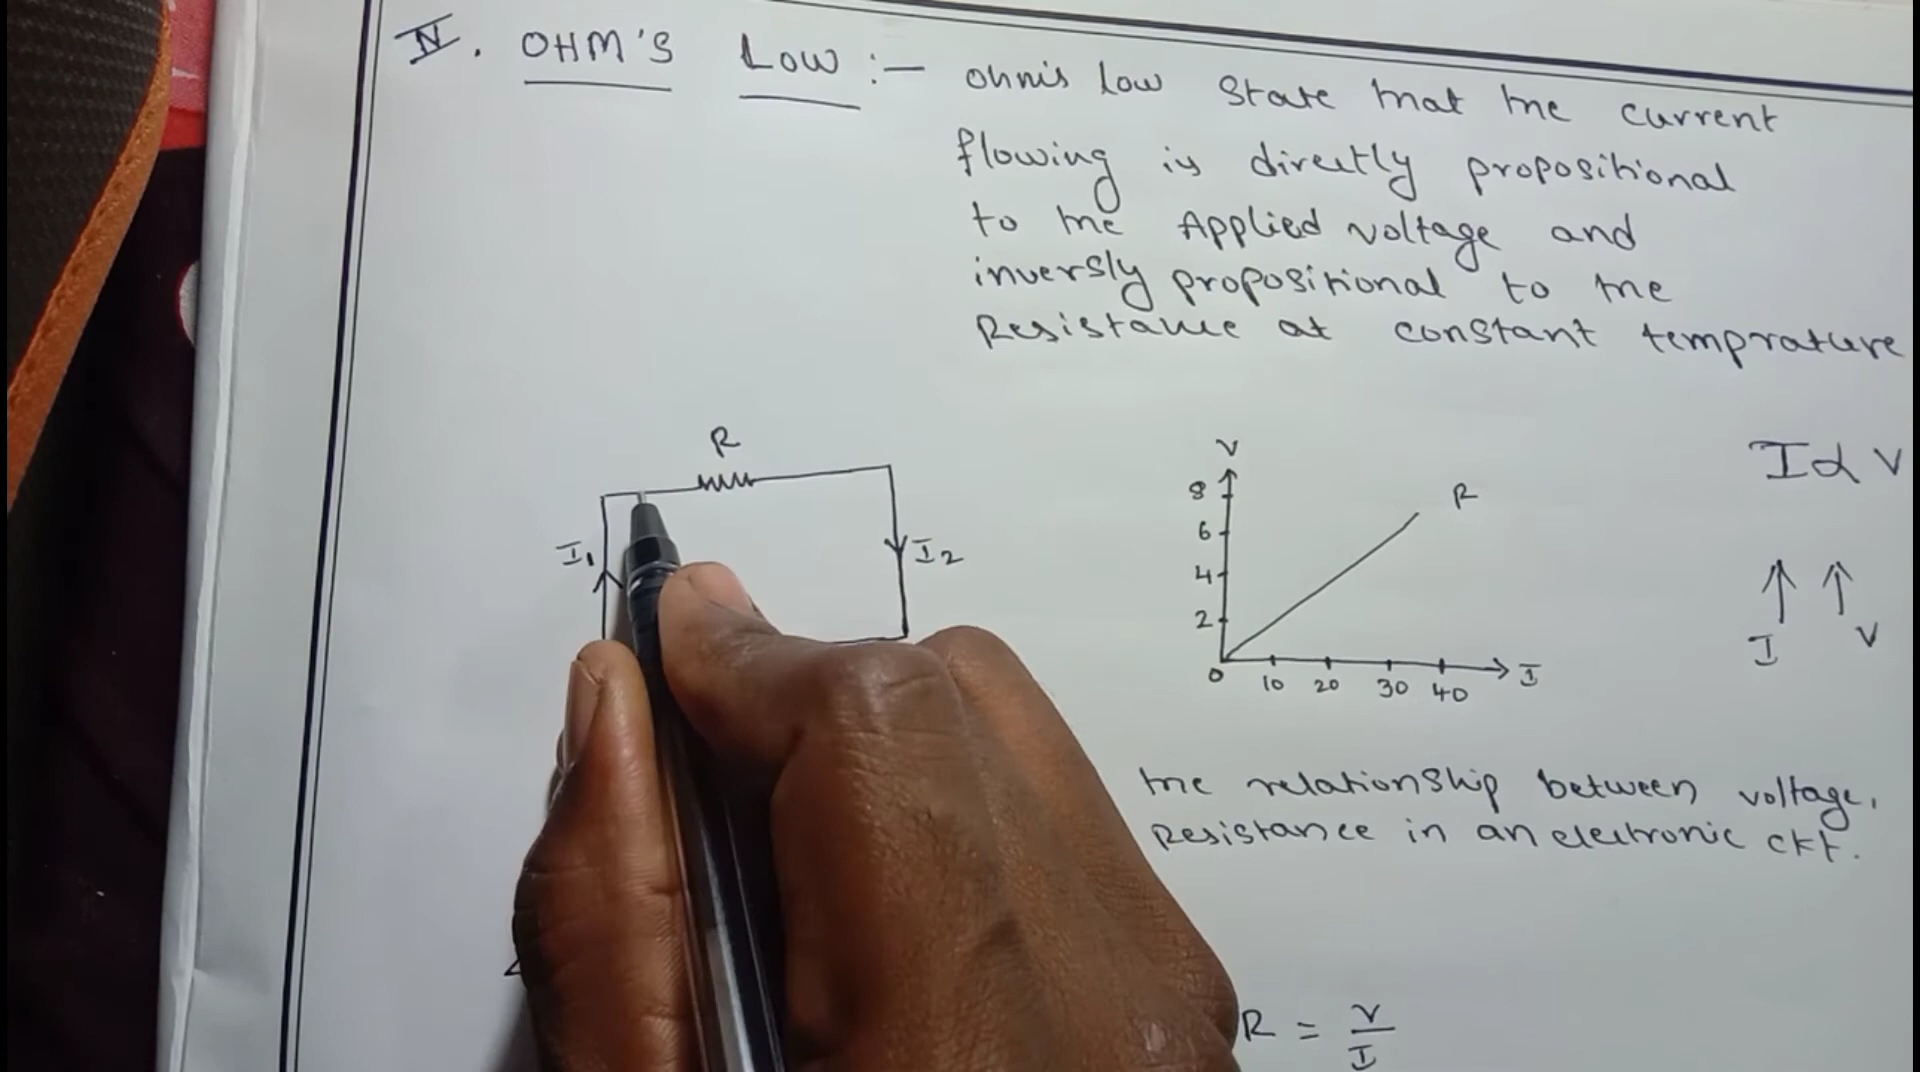 IV. OHM'S LOW :- ohm's low state that the current
flowing is directly propositional
to the Applied voltage and
inversly propositional to the
Resistance at constant temprature
R
I1
I2
V
8
6
4
2
0
10 20 30 40
I
R
I α V
↑ ↑
I V
the relationship between voltage,
Resistance in an electronic ckt.
R = V/I